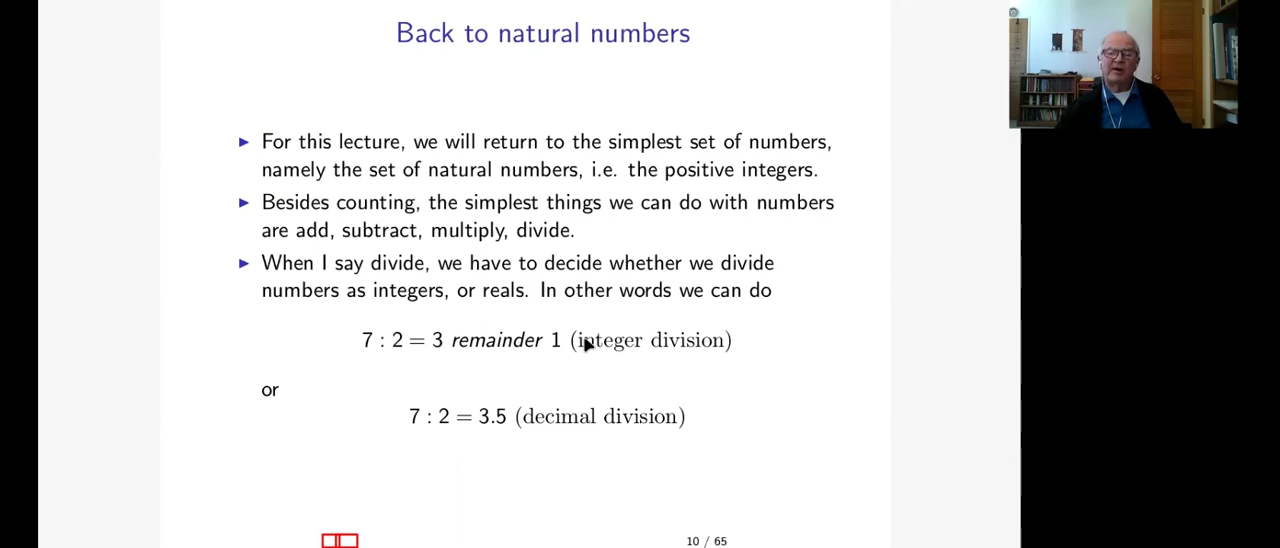 Back to natural numbers
► For this lecture, we will return to the simplest set of numbers,
namely the set of natural numbers, i.e. the positive integers.
► Besides counting, the simplest things we can do with numbers
are add, subtract, multiply, divide.
► When I say divide, we have to decide whether we divide
numbers as integers, or reals. In other words we can do
7 : 2 = 3 remainder 1 (integer division)
or
7 : 2 = 3.5 (decimal division)
10 / 65